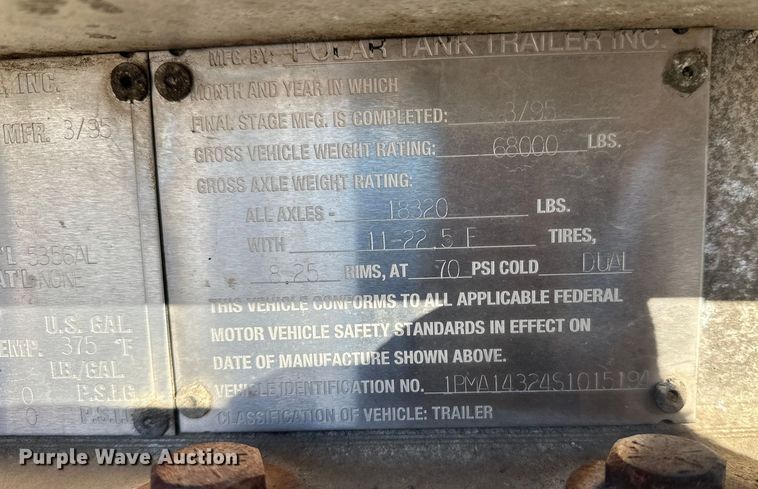 , INC.
MFR. 3/95
'L 5356AL
AT'L NONE
U.S. GAL.
EMP. 375 °F
LB./GAL.
0 P.S.I.G.
0 P.S.I.G.
MFG. BY: POLAR TANK TRAILER INC.
MONTH AND YEAR IN WHICH
FINAL STAGE MFG. IS COMPLETED: 3/95
GROSS VEHICLE WEIGHT RATING: 68000 LBS.
GROSS AXLE WEIGHT RATING:
ALL AXLES - 18320 LBS.
WITH 11-22.5 F TIRES,
8.25 RIMS, AT 70 PSI COLD DUAL
THIS VEHICLE CONFORMS TO ALL APPLICABLE FEDERAL
MOTOR VEHICLE SAFETY STANDARDS IN EFFECT ON
DATE OF MANUFACTURE SHOWN ABOVE.
VEHICLE IDENTIFICATION NO. 1PMA14324S1015194
CLASSIFICATION OF VEHICLE: TRAILER
Purple Wave Auction